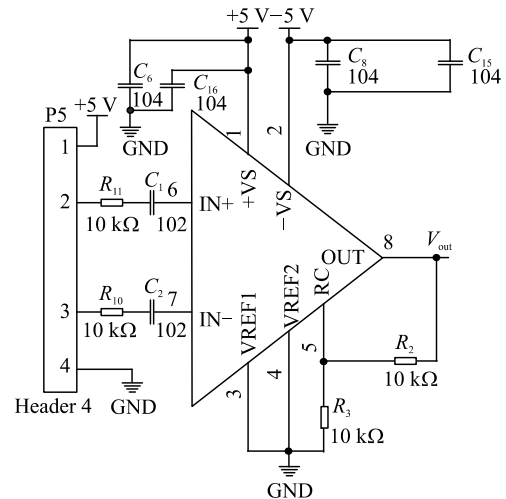 +5 V −5 V
C6
104
C16
104
C8
104
C15
104
P5
+5 V
GND
GND
1
2
1
2
R11
10 kΩ
C1
6
102
IN+
+VS
−VS
OUT
8
Vout
3
R10
10 kΩ
C2
7
102
IN−
VREF1
VREF2
RC
5
R2
10 kΩ
4
GND
Header 4
3
4
R3
10 kΩ
GND